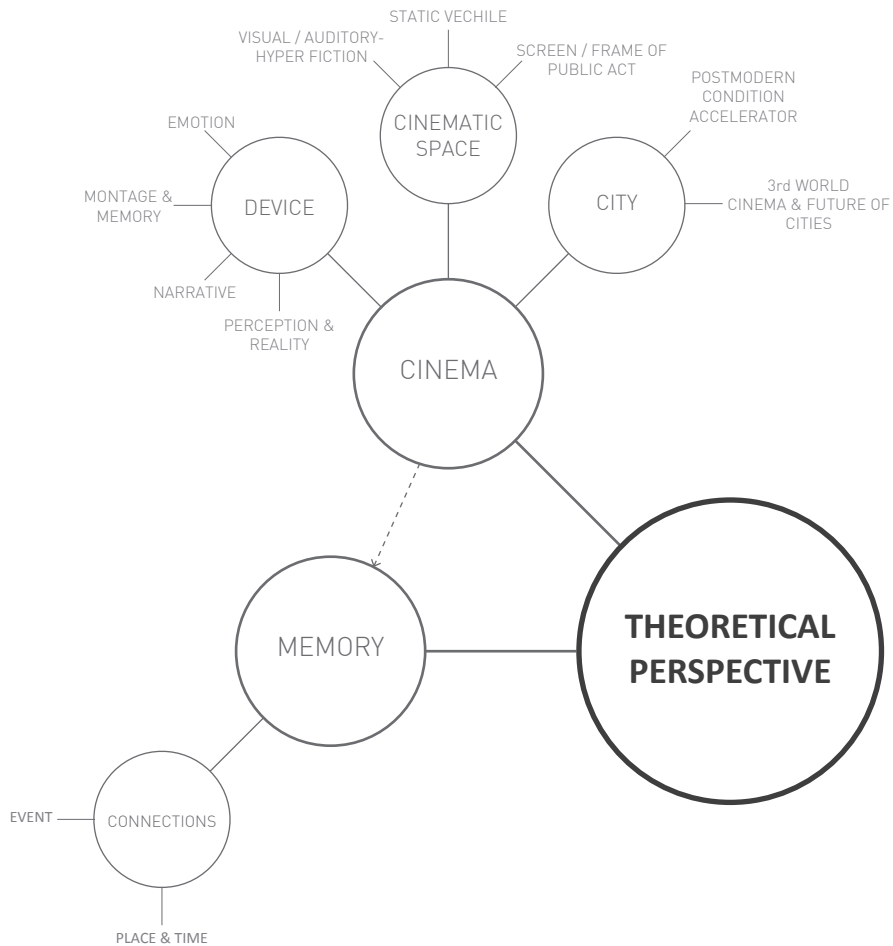 STATIC VECHILE
VISUAL / AUDITORY-
HYPER FICTION
SCREEN / FRAME OF
PUBLIC ACT
CINEMATIC
SPACE
POSTMODERN
CONDITION
ACCELERATOR
EMOTION
MONTAGE &
MEMORY
DEVICE
NARRATIVE
PERCEPTION &
REALITY
CITY
3rd WORLD
CINEMA & FUTURE OF
CITIES
CINEMA
MEMORY
THEORETICAL
PERSPECTIVE
EVENT
CONNECTIONS
PLACE & TIME